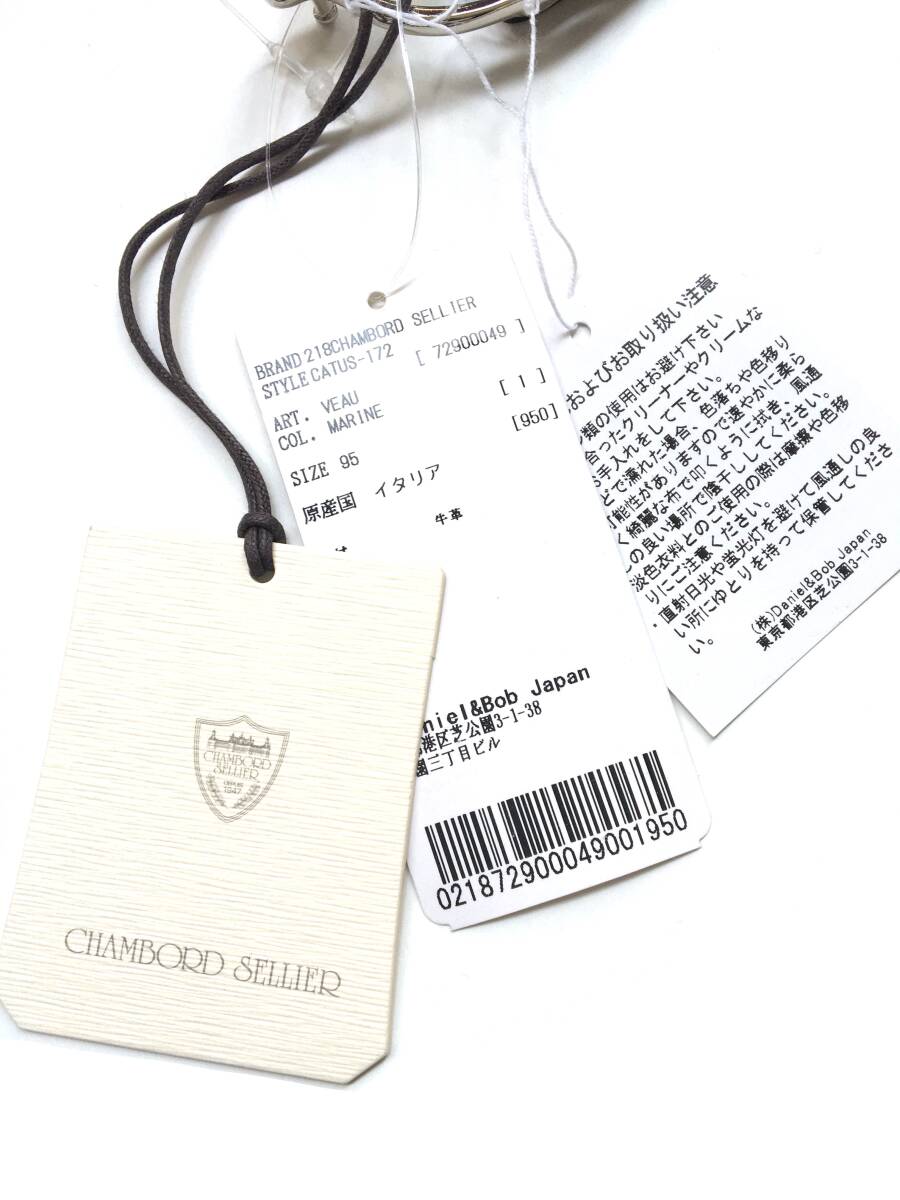 BRAND 218CHAMBORD SELLIER
STYLE CATUS-172 [ 72900049 ]
ART. VEAU [ 1 ]
COL. MARINE [950]
SIZE 95
原産国 イタリア
牛革
aniel&Bob Japan
港区芝公園3-1-38
園三丁目ビル
0218729000490019​50
およびお取り扱い注意
類の使用はお避け下さい
合ったクリーナーやクリームな
お手入れをして下さい。
どで濡れた場合、色落ちや色移り
可能性がありますので速やかに柔ら
く綺麗な布で叩くように拭き、風通
の良い場所で陰干ししてください。
淡色衣料とのご使用の際は摩擦や色移
りにご注意ください。
・直射日光や蛍光灯を避けて風通しの良
い所にゆとりを持って保管してくださ
い。
(株)Daniel&Bob Japan
東京都港区芝公園3-1-38
CHAMBORD
SELLIER
DEPUIS
1947
CHAMBORD SELLIER